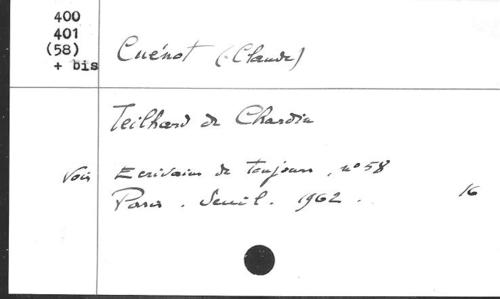 400
401
(58)
+ bis
Cuénot (Claude)
Teilhard de Chardin
Voir Ecrivains de toujours, n° 58
Paris. Seuil. 1962.
16